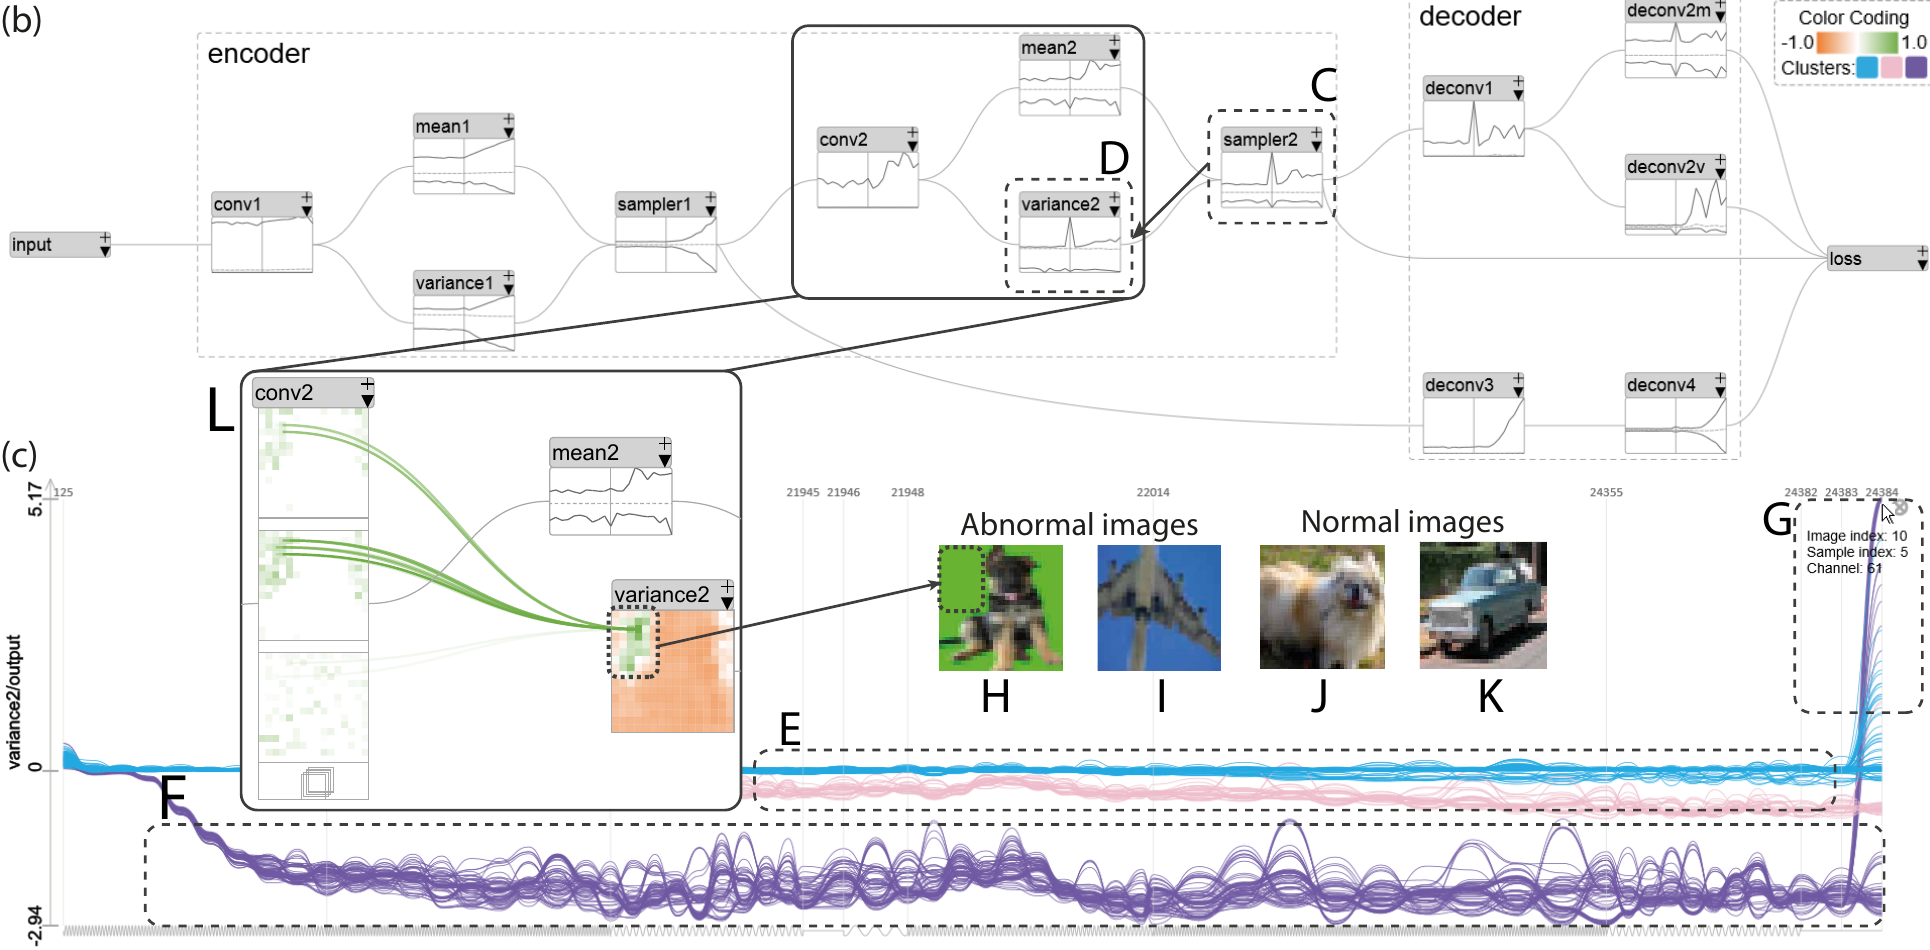 (b)
encoder
decoder
deconv2m
Color Coding
-1.0 1.0
Clusters:
mean2
C
deconv1
mean1
conv2
sampler2
D
deconv2v
conv1
sampler1
variance2
input
loss
variance1
L
conv2
deconv3
deconv4
(c)
mean2
5.17
125
21945 21946 21948 22014 24355 24382 24383 24384
Abnormal images
Normal images
G
Image index: 10
Sample index: 5
Channel: 61
variance2
H
I
J
K
E
variance2/output
0
F
-2.94